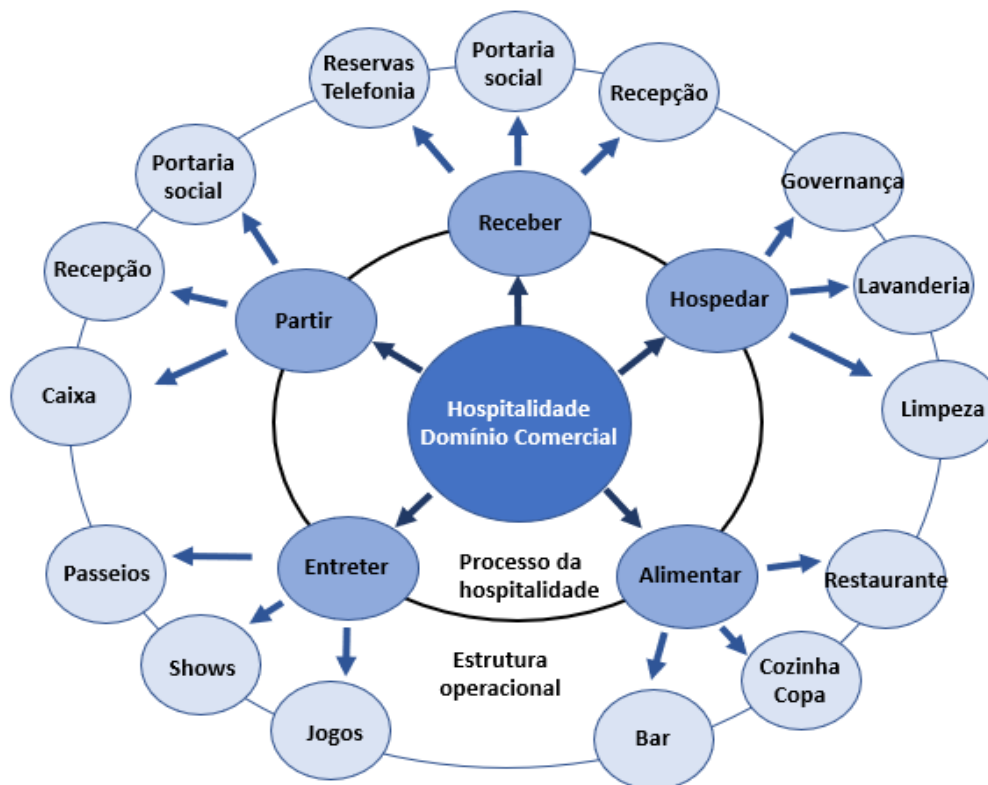 Portaria
social
Reservas
Telefonia
Recepção
Portaria
social
Governança
Receber
Recepção
Lavanderia
Hospedar
Partir
Caixa
Hospitalidade
Domínio Comercial
Limpeza
Passeios
Entreter
Processo da
hospitalidade
Alimentar
Restaurante
Shows
Estrutura
operacional
Cozinha
Copa
Jogos
Bar